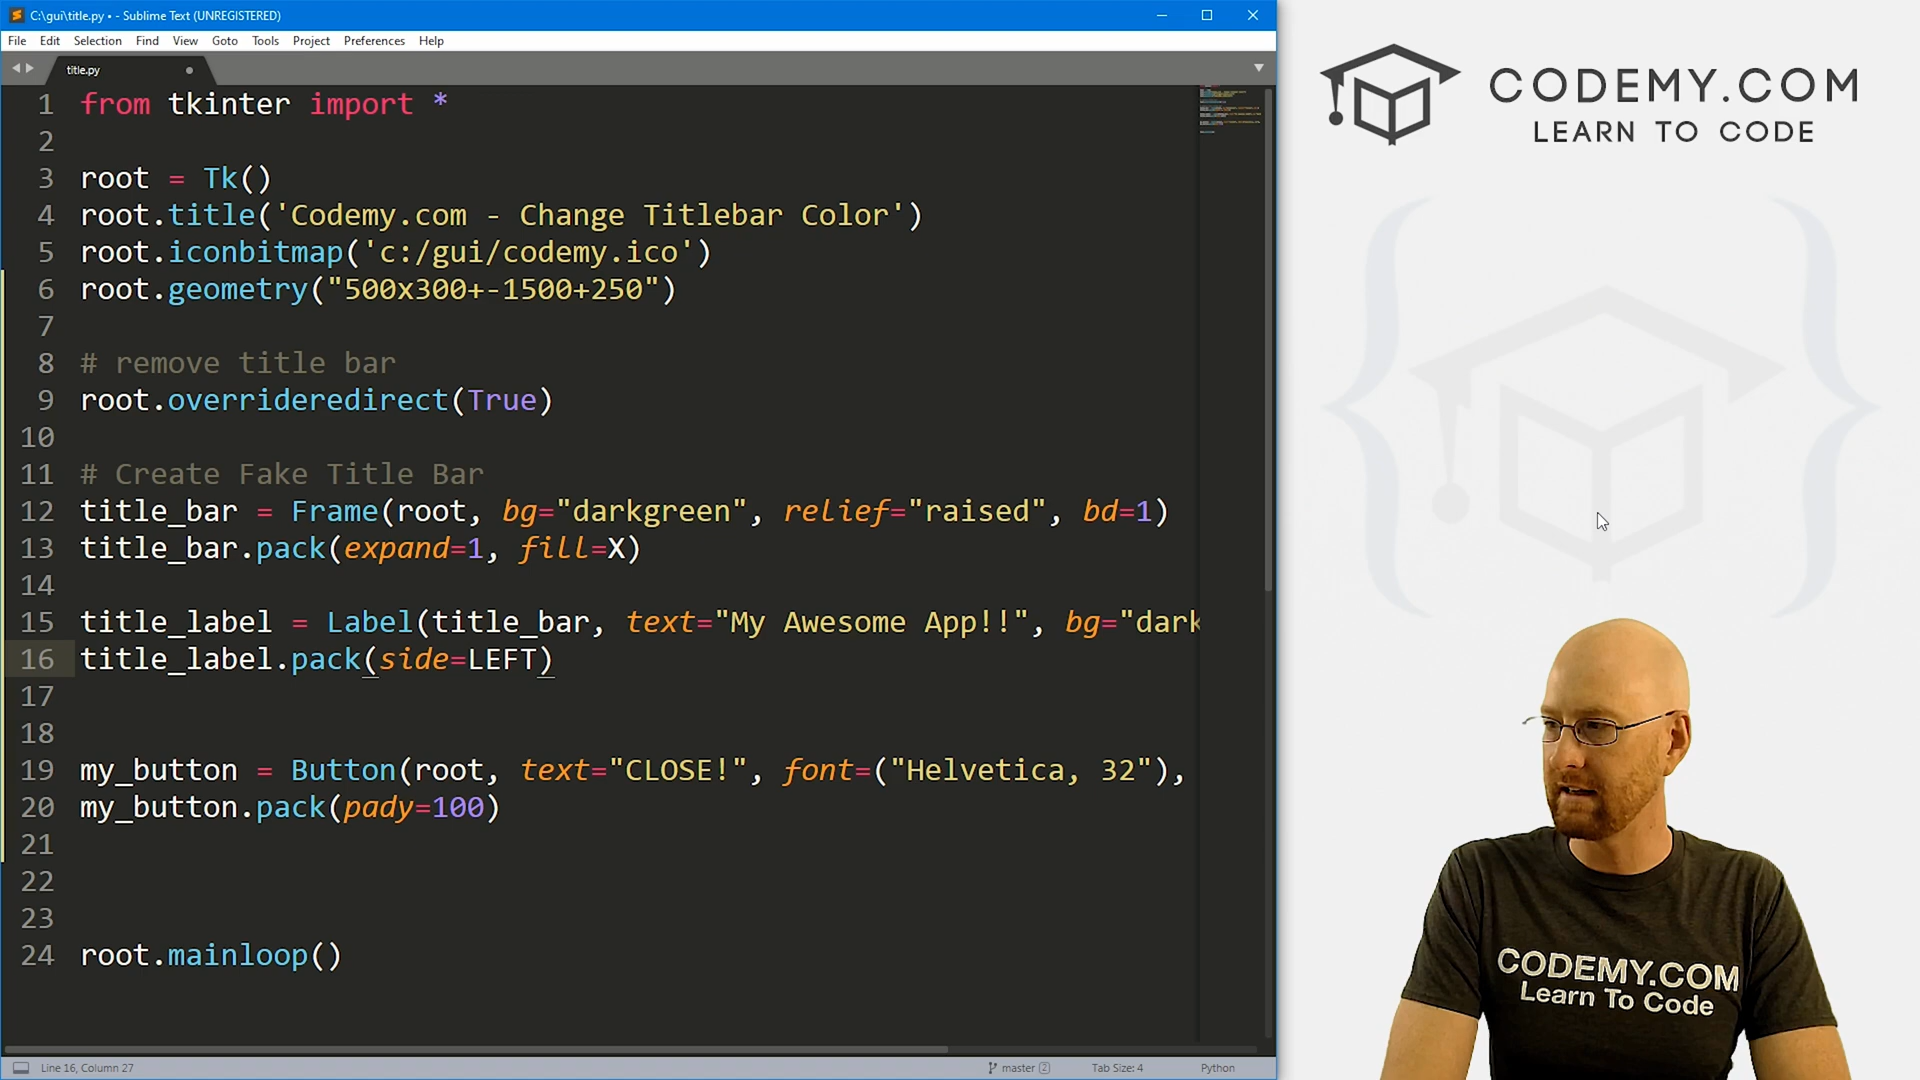 C:\gui\title.py • - Sublime Text (UNREGISTERED)
File Edit Selection Find View Goto Tools Project Preferences Help
title.py
1 from tkinter import *
2
3 root = Tk()
4 root.title('Codemy.com - Change Titlebar Color')
5 root.iconbitmap('c:/gui/codemy.ico')
6 root.geometry("500x300+-1500+250")
7
8 # remove title bar
9 root.overrideredirect(True)
10
11 # Create Fake Title Bar
12 title_bar = Frame(root, bg="darkgreen", relief="raised", bd=1)
13 title_bar.pack(expand=1, fill=X)
14
15 title_label = Label(title_bar, text="My Awesome App!!", bg="dark
16 title_label.pack(side=LEFT)
17
18
19 my_button = Button(root, text="CLOSE!", font=("Helvetica, 32"),
20 my_button.pack(pady=100)
21
22
23
24 root.mainloop()
Line 16, Column 27
master 2
Tab Size: 4
Python
CODEMY.COM
LEARN TO CODE
CODEMY.COM
Learn To Code